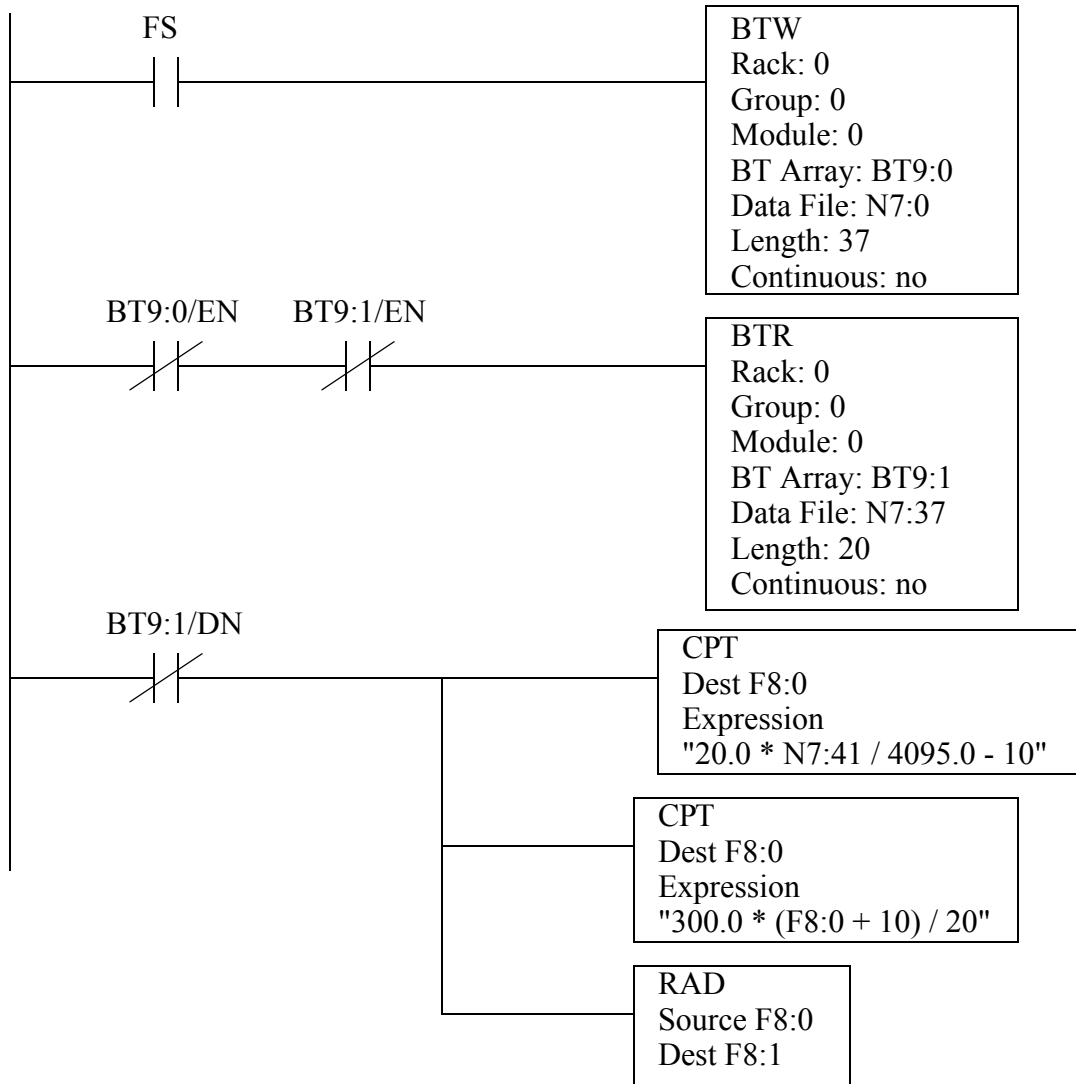 FS
BTW
Rack: 0
Group: 0
Module: 0
BT Array: BT9:0
Data File: N7:0
Length: 37
Continuous: no
BT9:0/EN
BT9:1/EN
BTR
Rack: 0
Group: 0
Module: 0
BT Array: BT9:1
Data File: N7:37
Length: 20
Continuous: no
BT9:1/DN
CPT
Dest F8:0
Expression
"20.0 * N7:41 / 4095.0 - 10"
CPT
Dest F8:0
Expression
"300.0 * (F8:0 + 10) / 20"
RAD
Source F8:0
Dest F8:1